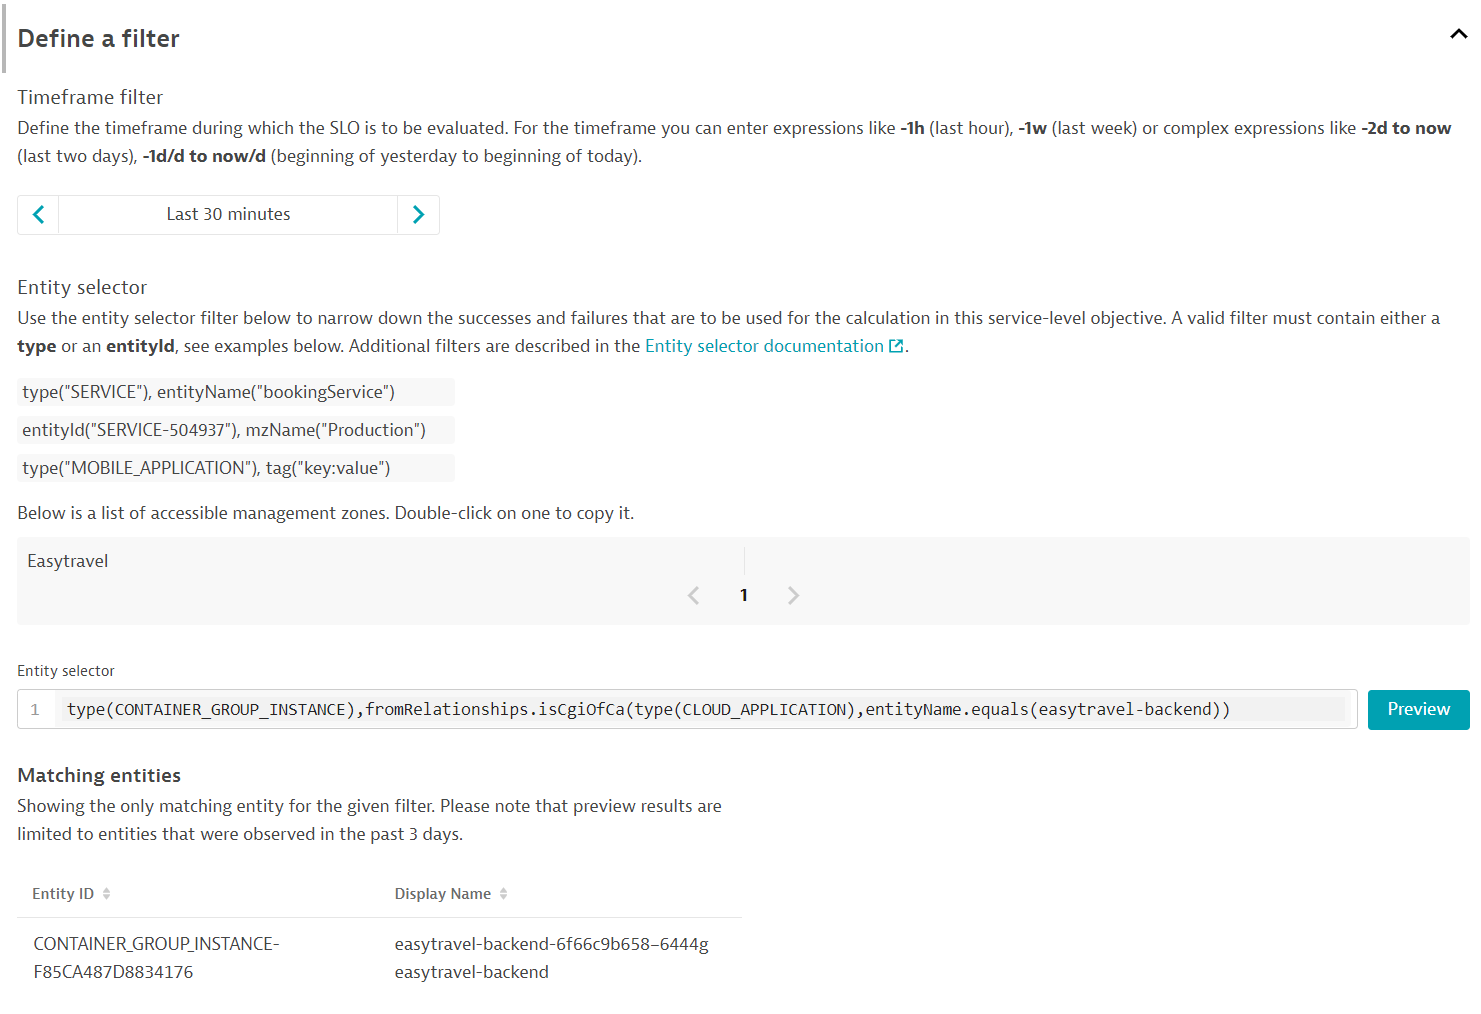 Define a filter
Timeframe filter
Define the timeframe during which the SLO is to be evaluated. For the timeframe you can enter expressions like -1h (last hour), -1w (last week) or complex expressions like -2d to now
(last two days), -1d/d to now/d (beginning of yesterday to beginning of today).
Last 30 minutes
Entity selector
Use the entity selector filter below to narrow down the successes and failures that are to be used for the calculation in this service-level objective. A valid filter must contain either a
type or an entityId, see examples below. Additional filters are described in the Entity selector documentation.
type("SERVICE"), entityName("bookingService")
entityId("SERVICE-504937"), mzName("Production")
type("MOBILE_APPLICATION"), tag("key:value")
Below is a list of accessible management zones. Double-click on one to copy it.
Easytravel
1
Entity selector
1 type(CONTAINER_GROUP_INSTANCE),fromRelationships.isCgiOfCa(type(CLOUD_APPLICATION),entityName.equals(easytravel-backend)) Preview
Matching entities
Showing the only matching entity for the given filter. Please note that preview results are
limited to entities that were observed in the past 3 days.
Entity ID Display Name
CONTAINER_GROUP_INSTANCE- easytravel-backend-6f66c9b658–6444g
F85CA487D8834176 easytravel-backend